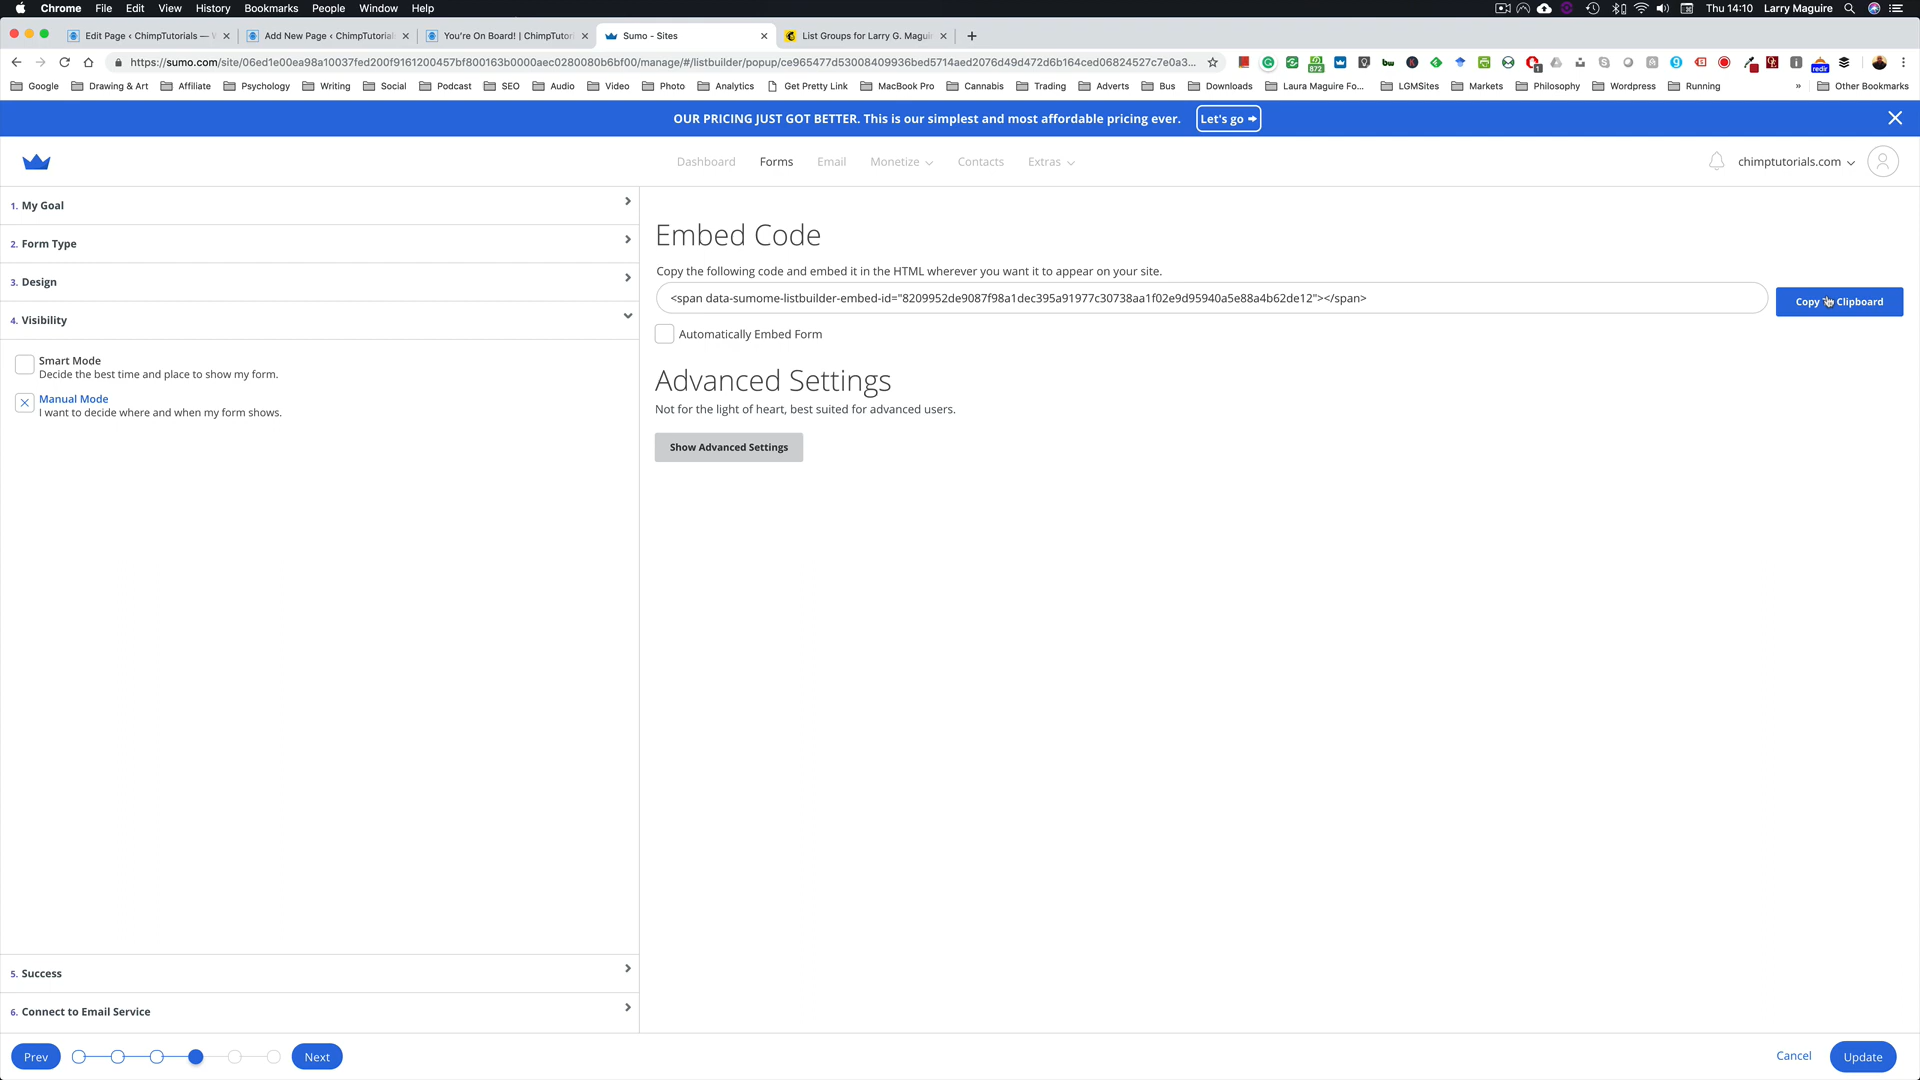 Chrome File Edit View History Bookmarks People Window Help Thu 14:10 Larry Maguire
Edit Page ‹ ChimpTutorials — Add New Page ‹ ChimpTutorial You're On Board! | ChimpTutor Sumo - Sites List Groups for Larry G. Magui
https://sumo.com/site/06ed1e00ea98a10037fed200f9161200457bf800163b0000aec0280080b6bf00/manage/#/listbuilder/popup/ce965477d53008409936bed5714aed2076d49d472d6b164ced06824527c7e0a3...
872 1 redir
Google Drawing & Art Affiliate Psychology Writing Social Podcast SEO Audio Video Photo Analytics Get Pretty Link MacBook Pro Cannabis Trading Adverts Bus Downloads Laura Maguire Fo... LGMSites Markets Philosophy Wordpress Running » Other Bookmarks
OUR PRICING JUST GOT BETTER. This is our simplest and most affordable pricing ever. Let's go
Dashboard Forms Email Monetize Contacts Extras chimptutorials.com
1. My Goal
2. Form Type
3. Design
4. Visibility
Smart Mode
Decide the best time and place to show my form.
Manual Mode
I want to decide where and when my form shows.
5. Success
6. Connect to Email Service
Embed Code
Copy the following code and embed it in the HTML wherever you want it to appear on your site.
<span data-sumome-listbuilder-embed-id="8209952de9087f98a1dec395a91977c30738aa1f02e9d95940a5e88a4b62de12"></span>
Copy To Clipboard
Automatically Embed Form
Advanced Settings
Not for the light of heart, best suited for advanced users.
Show Advanced Settings
Prev Next Cancel Update